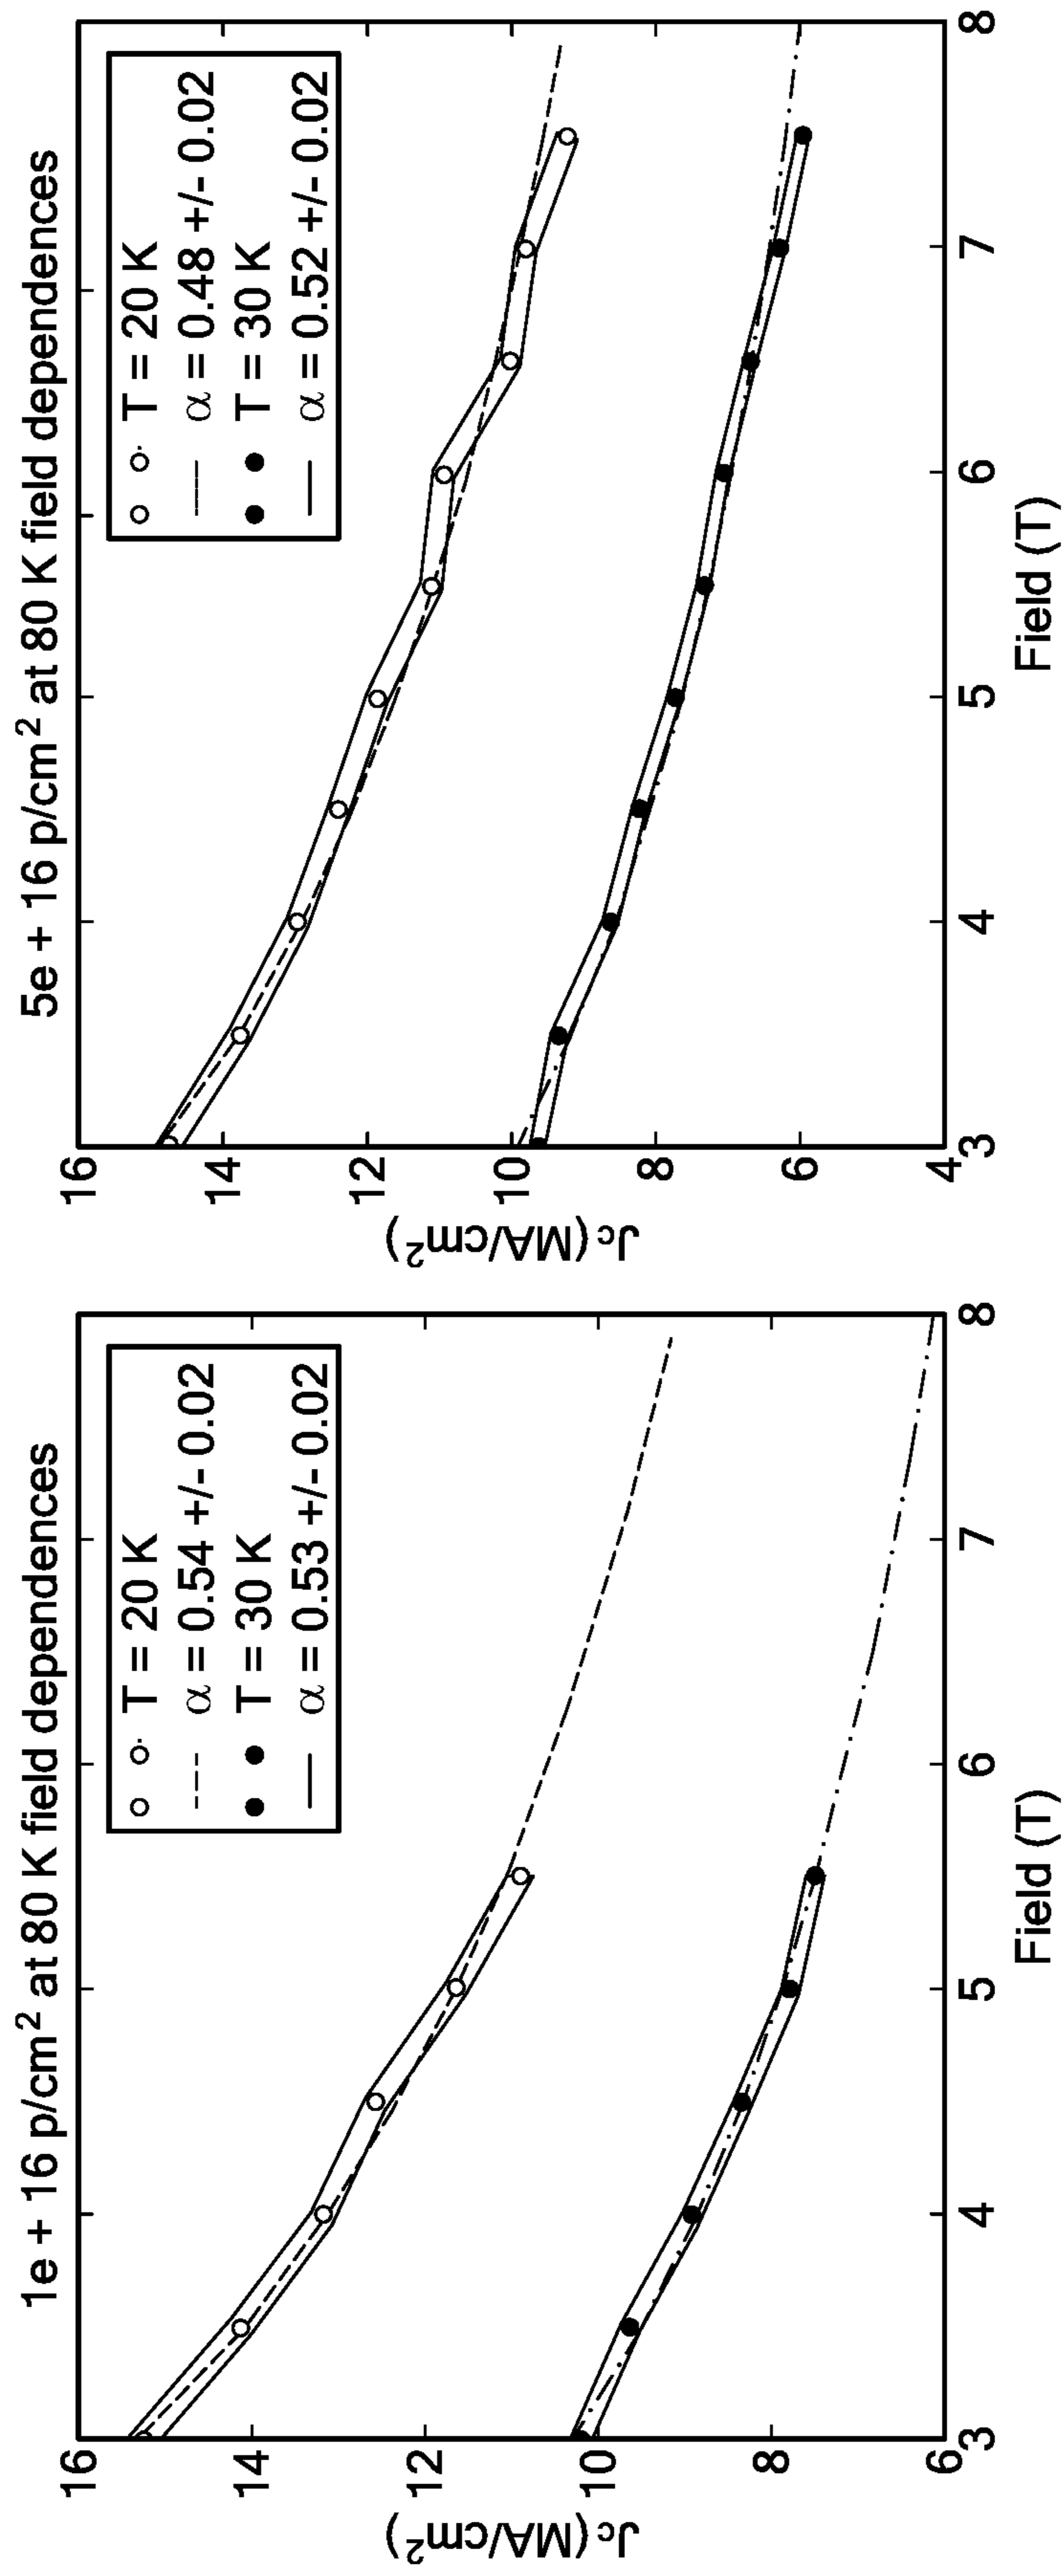 1e + 16 p/cm² at 80 K field dependences
T = 20 K
α = 0.54 +/- 0.02
T = 30 K
α = 0.53 +/- 0.02
16
14
12
10
8
6
Jc (MA/cm²)
3
4
5
6
7
8
Field (T)
5e + 16 p/cm² at 80 K field dependences
T = 20 K
α = 0.48 +/- 0.02
T = 30 K
α = 0.52 +/- 0.02
16
14
12
10
8
6
4
Jc (MA/cm²)
3
4
5
6
7
8
Field (T)